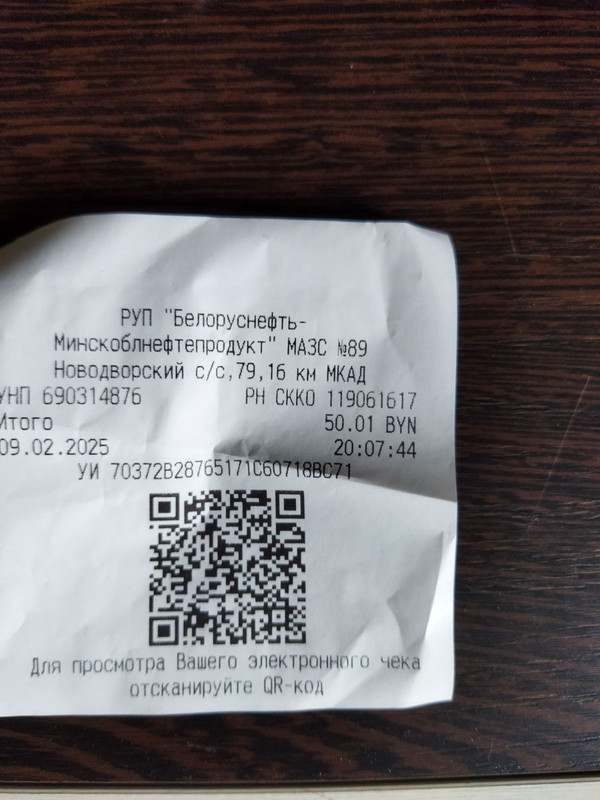 РУП "Белоруснефть-
Минскоблнефтепродукт" МАЗС №89
Новодворский с/с,79,16 км МКАД
УНП 690314876 РН СККО 119061617
Итого 50.01 BYN
09.02.2025 20:07:44
УИ 70372B28765171C60718BC71
Для просмотра Вашего электронного чека
отсканируйте QR-код